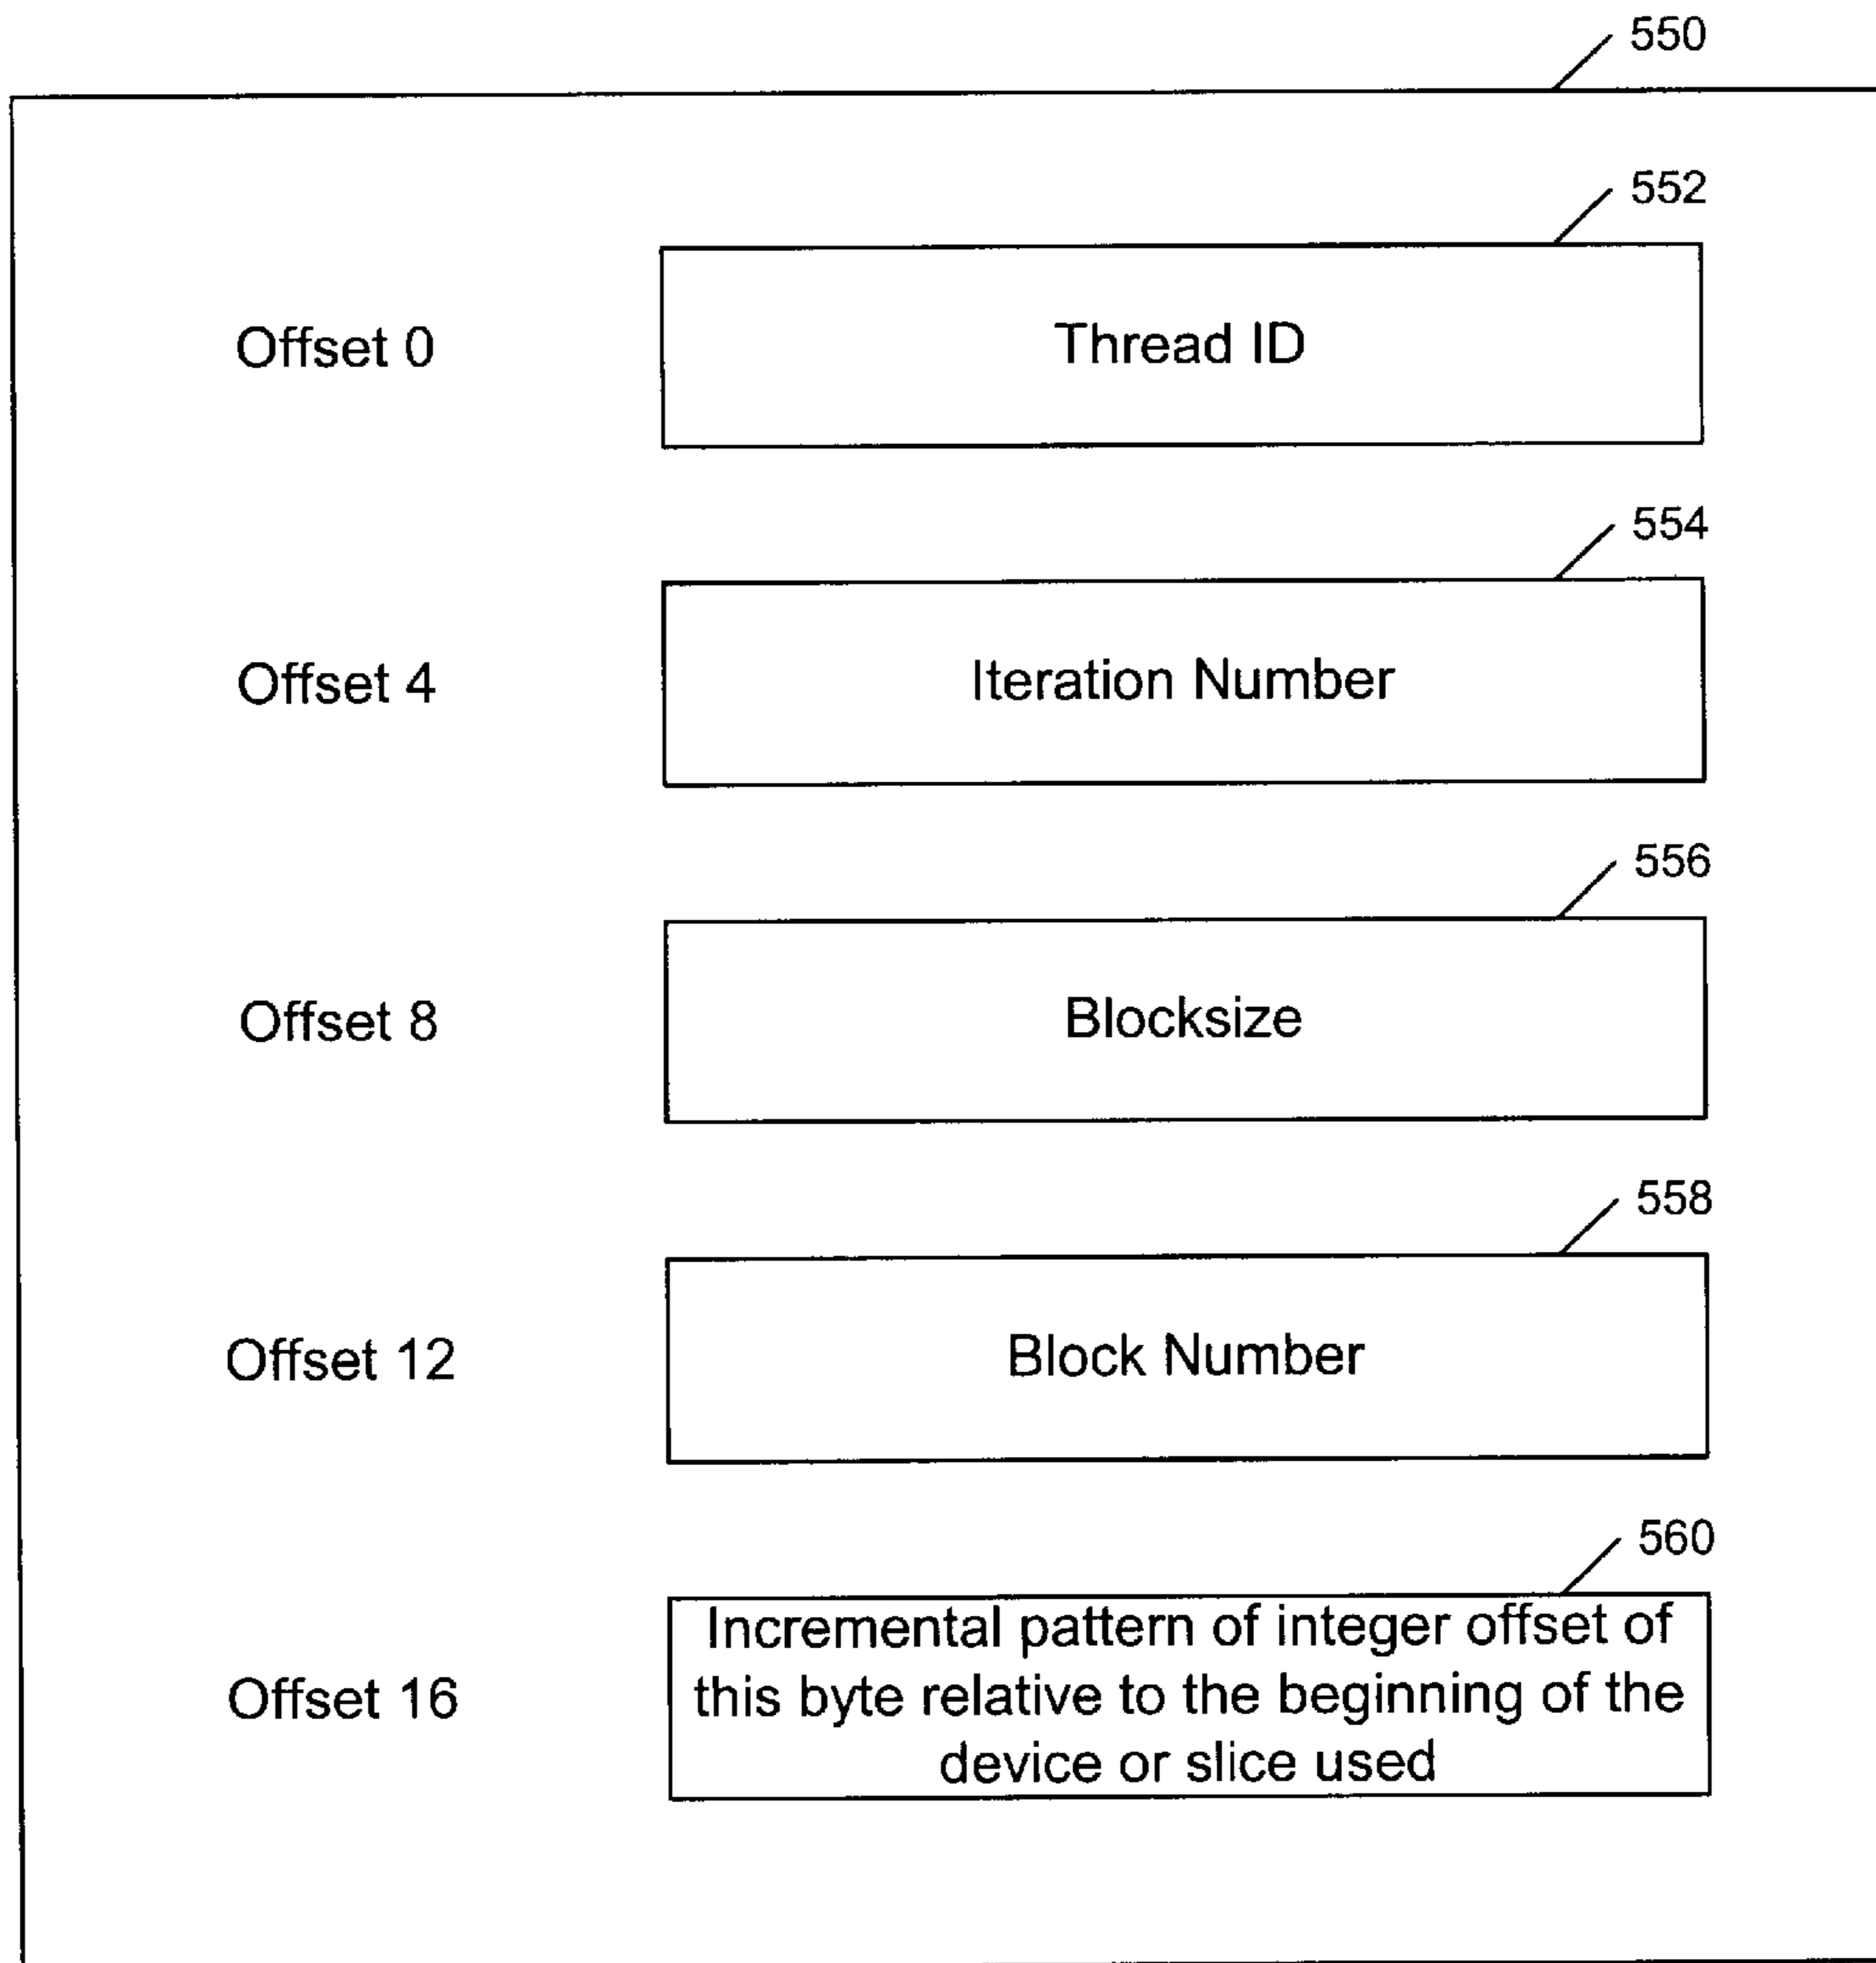 550
552
Offset 0
Thread ID
554
Offset 4
Iteration Number
556
Offset 8
Blocksize
558
Offset 12
Block Number
560
Offset 16
Incremental pattern of integer offset of
this byte relative to the beginning of the
device or slice used